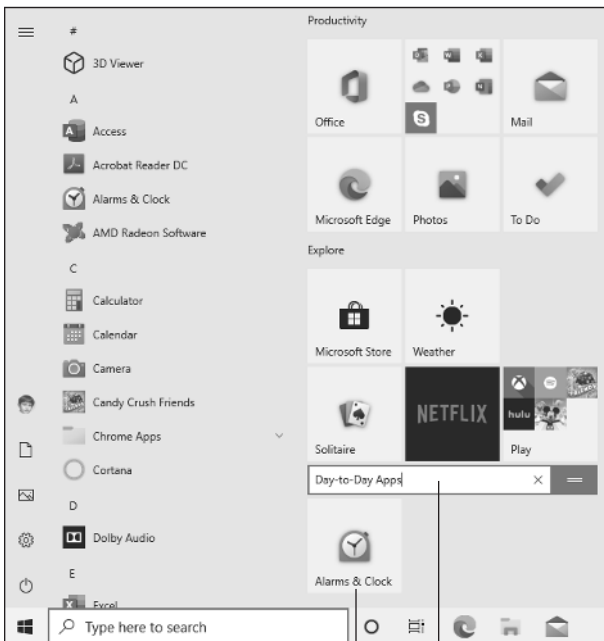 #
3D Viewer
A
Access
Acrobat Reader DC
Alarms & Clock
AMD Radeon Software
C
Calculator
Calendar
Camera
Candy Crush Friends
Chrome Apps
Cortana
D
Dolby Audio
E
Excel
Type here to search
Productivity
Office
Mail
Microsoft Edge
Photos
To Do
Explore
Microsoft Store
Weather
Solitaire
NETFLIX
hulu
Play
Day-to-Day Apps
Alarms & Clock